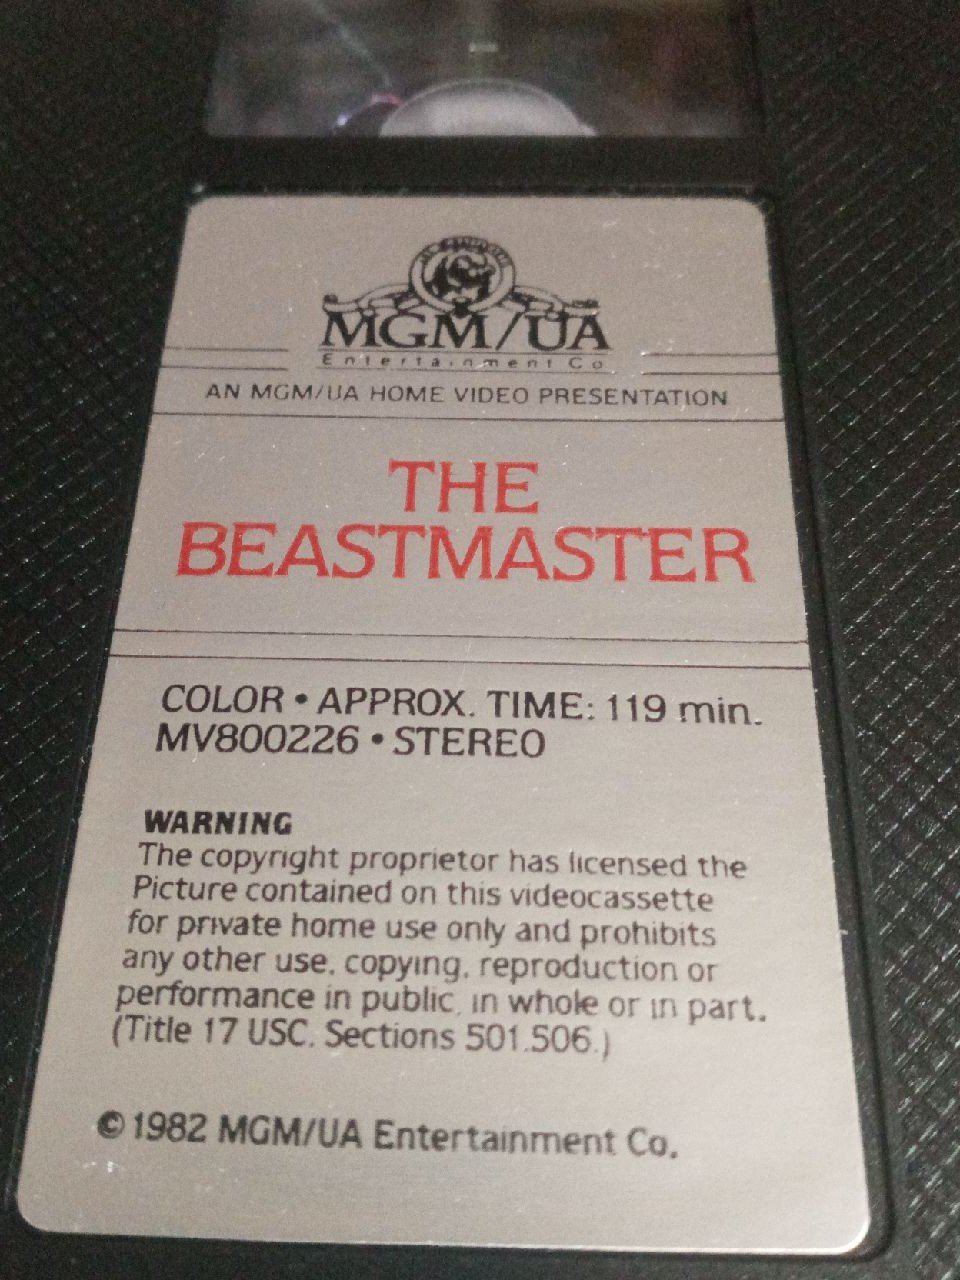 MGM/UA
Entertainment Co
AN MGM/UA HOME VIDEO PRESENTATION
THE
BEASTMASTER
COLOR • APPROX. TIME: 119 min.
MV800226 • STEREO
WARNING
The copyright proprietor has licensed the
Picture contained on this videocassette
for private home use only and prohibits
any other use, copying, reproduction or
performance in public, in whole or in part.
(Title 17 USC. Sections 501.506.)
© 1982 MGM/UA Entertainment Co.